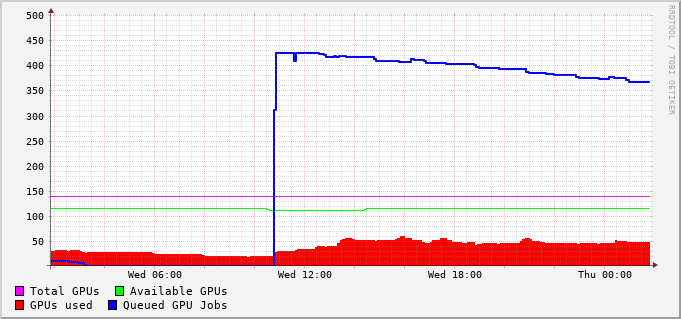 500
450
400
350
300
250
200
150
100
50
Wed 06:00 Wed 12:00 Wed 18:00 Thu 00:00
Total GPUs Available GPUs
GPUs used Queued GPU Jobs
RRDTOOL / TOBI OETIKER